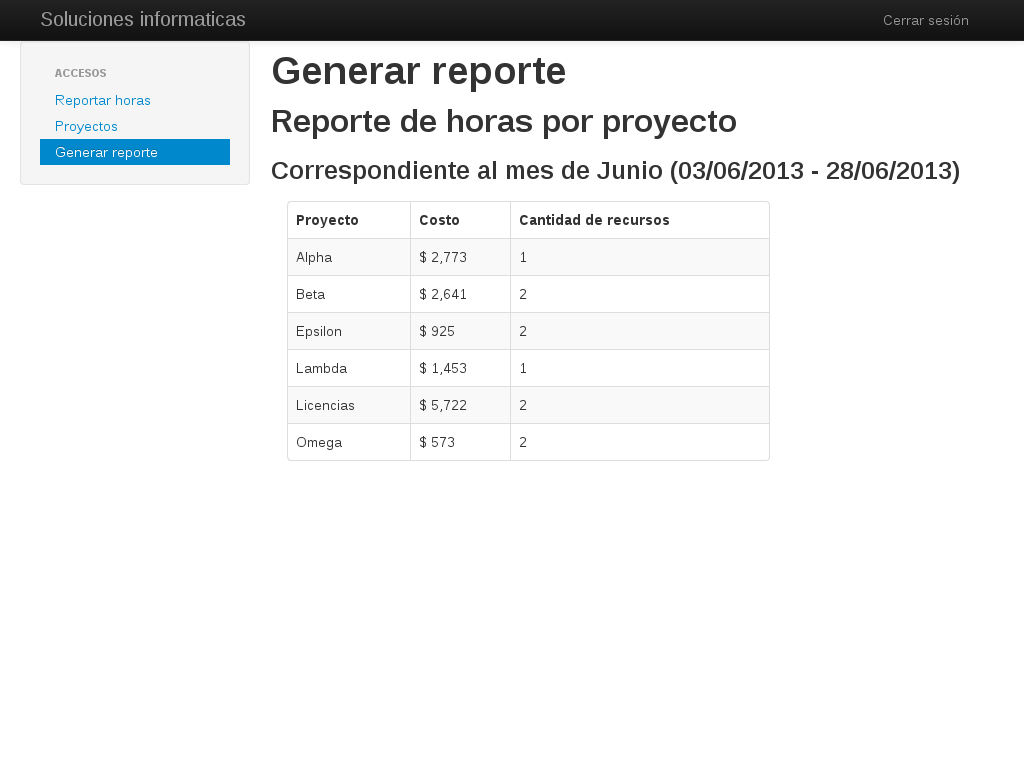 Soluciones informaticas
Cerrar sesión
ACCESOS
Reportar horas
Proyectos
Generar reporte
Generar reporte
Reporte de horas por proyecto
Correspondiente al mes de Junio (03/06/2013 - 28/06/2013)
Proyecto Costo Cantidad de recursos
Alpha $ 2,773 1
Beta $ 2,641 2
Epsilon $ 925 2
Lambda $ 1,453 1
Licencias $ 5,722 2
Omega $ 573 2